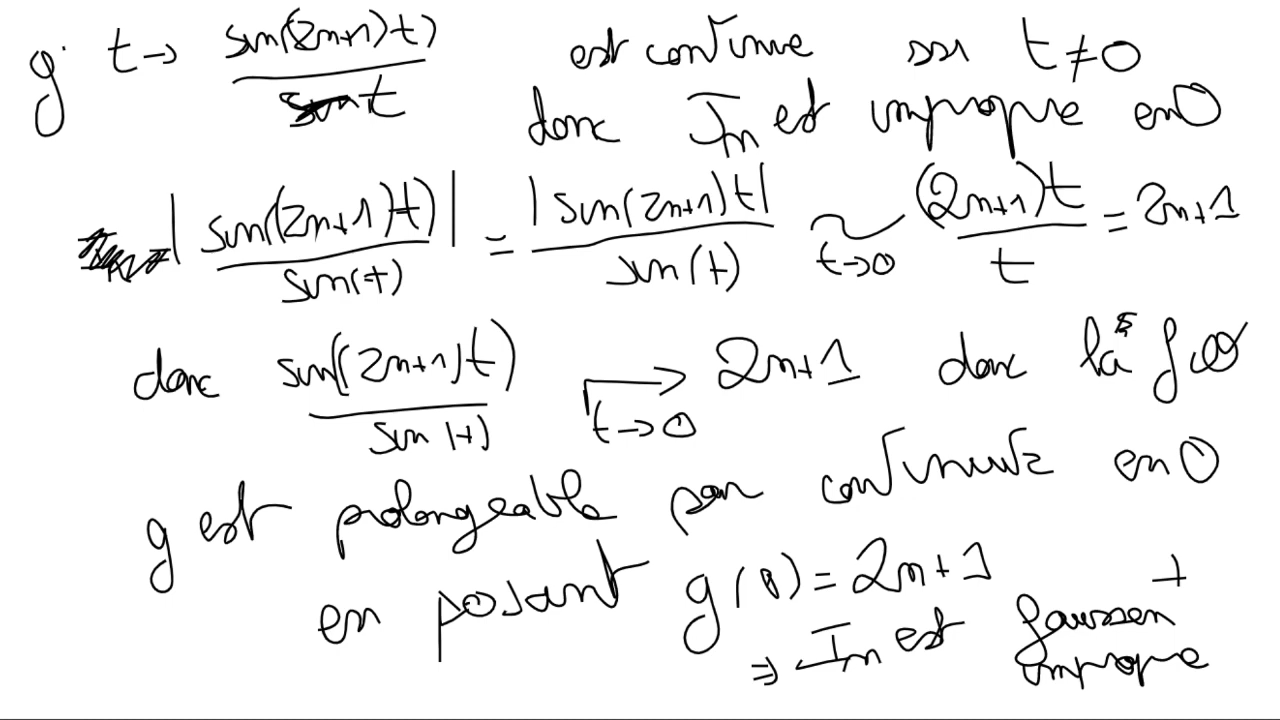 g: t → sin((2n+1)t) / t est continue ssi t ≠ 0
donc In est impropre en 0
| sin((2n+1)t) / sin(t) | = |sin(2n+1)t| / sin(t) ~ t→0 (2n+1)t / t = 2n+1
donc sin((2n+1)t) / sin(t) → t→0 2n+1 donc la
g est prolongeable par continuité en 0
en posant g(0) = 2n+1
⇒ In est faussement
impropre